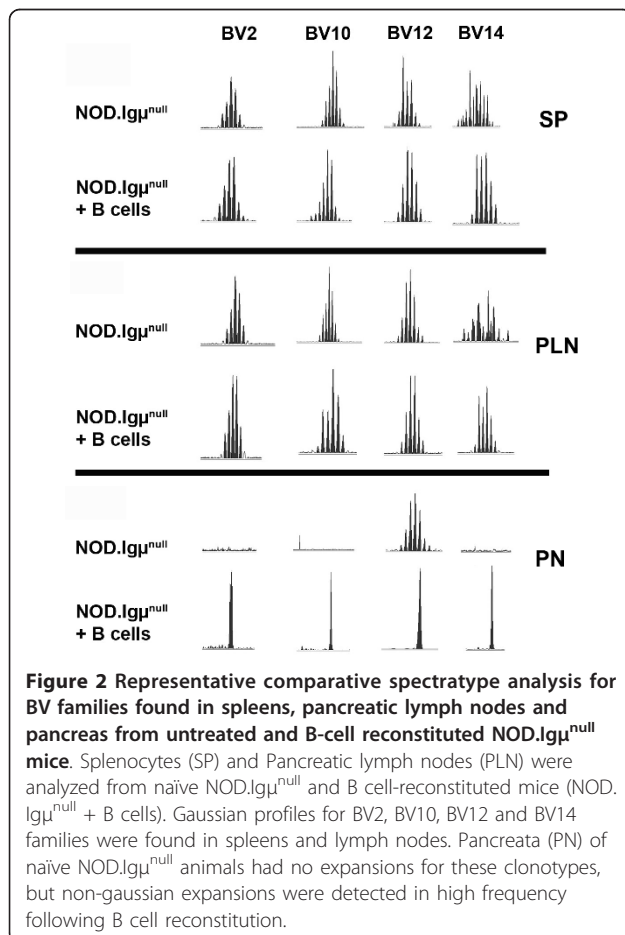 BV2 BV10 BV12 BV14
NOD.Igμnull
SP
NOD.Igμnull
+ B cells
NOD.Igμnull
PLN
NOD.Igμnull
+ B cells
NOD.Igμnull
PN
NOD.Igμnull
+ B cells
Figure 2 Representative comparative spectratype analysis for
BV families found in spleens, pancreatic lymph nodes and
pancreas from untreated and B-cell reconstituted NOD.Igμnull
mice. Splenocytes (SP) and Pancreatic lymph nodes (PLN) were
analyzed from naïve NOD.Igμnull and B cell-reconstituted mice (NOD.
Igμnull + B cells). Gaussian profiles for BV2, BV10, BV12 and BV14
families were found in spleens and lymph nodes. Pancreata (PN) of
naïve NOD.Igμnull animals had no expansions for these clonotypes,
but non-gaussian expansions were detected in high frequency
following B cell reconstitution.